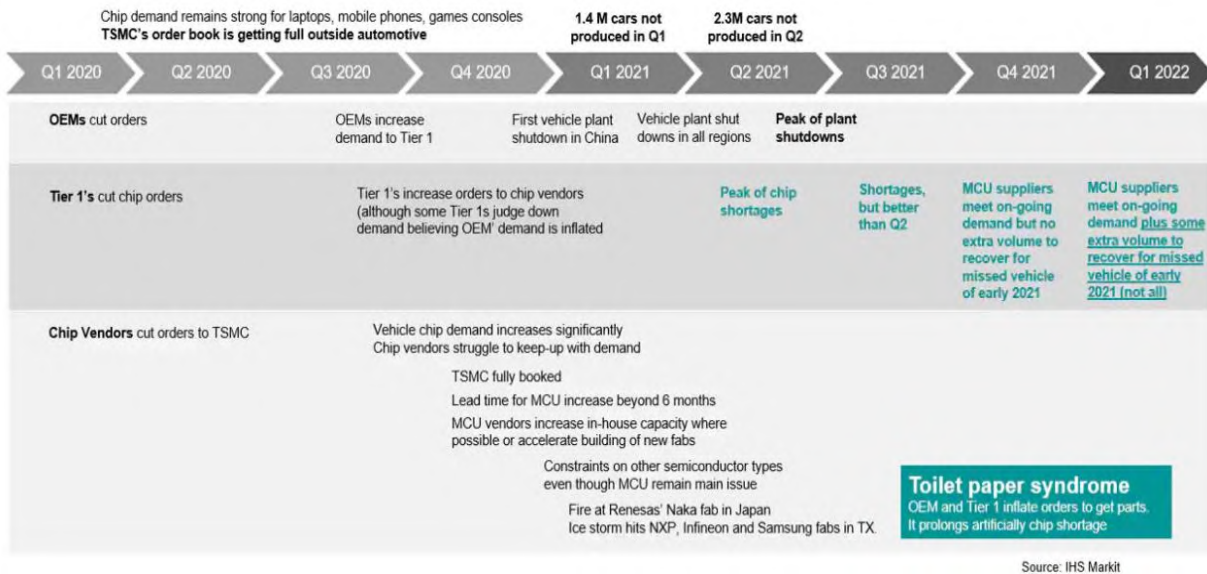 Chip demand remains strong for laptops, mobile phones, games consoles
TSMC's order book is getting full outside automotive
1.4 M cars not
produced in Q1
2.3M cars not
produced in Q2
Q1 2020
Q2 2020
Q3 2020
Q4 2020
Q1 2021
Q2 2021
Q3 2021
Q4 2021
Q1 2022
OEMs cut orders
OEMs increase
demand to Tier 1
First vehicle plant
shutdown in China
Vehicle plant shut
downs in all regions
Peak of plant
shutdowns
Tier 1's cut chip orders
Tier 1's increase orders to chip vendors
(although some Tier 1s judge down
demand believing OEM' demand is inflated
Peak of chip
shortages
Shortages,
but better
than Q2
MCU suppliers
meet on-going
demand but no
extra volume to
recover for
missed vehicle
of early 2021
MCU suppliers
meet on-going
demand plus some
extra volume to
recover for missed
vehicle of early
2021 (not all)
Chip Vendors cut orders to TSMC
Vehicle chip demand increases significantly
Chip vendors struggle to keep-up with demand
TSMC fully booked
Lead time for MCU increase beyond 6 months
MCU vendors increase in-house capacity where
possible or accelerate building of new fabs
Constraints on other semiconductor types
even though MCU remain main issue
Fire at Renesas' Naka fab in Japan
Ice storm hits NXP, Infineon and Samsung fabs in TX.
Toilet paper syndrome
OEM and Tier 1 inflate orders to get parts.
It prolongs artificially chip shortage
Source: IHS Markit